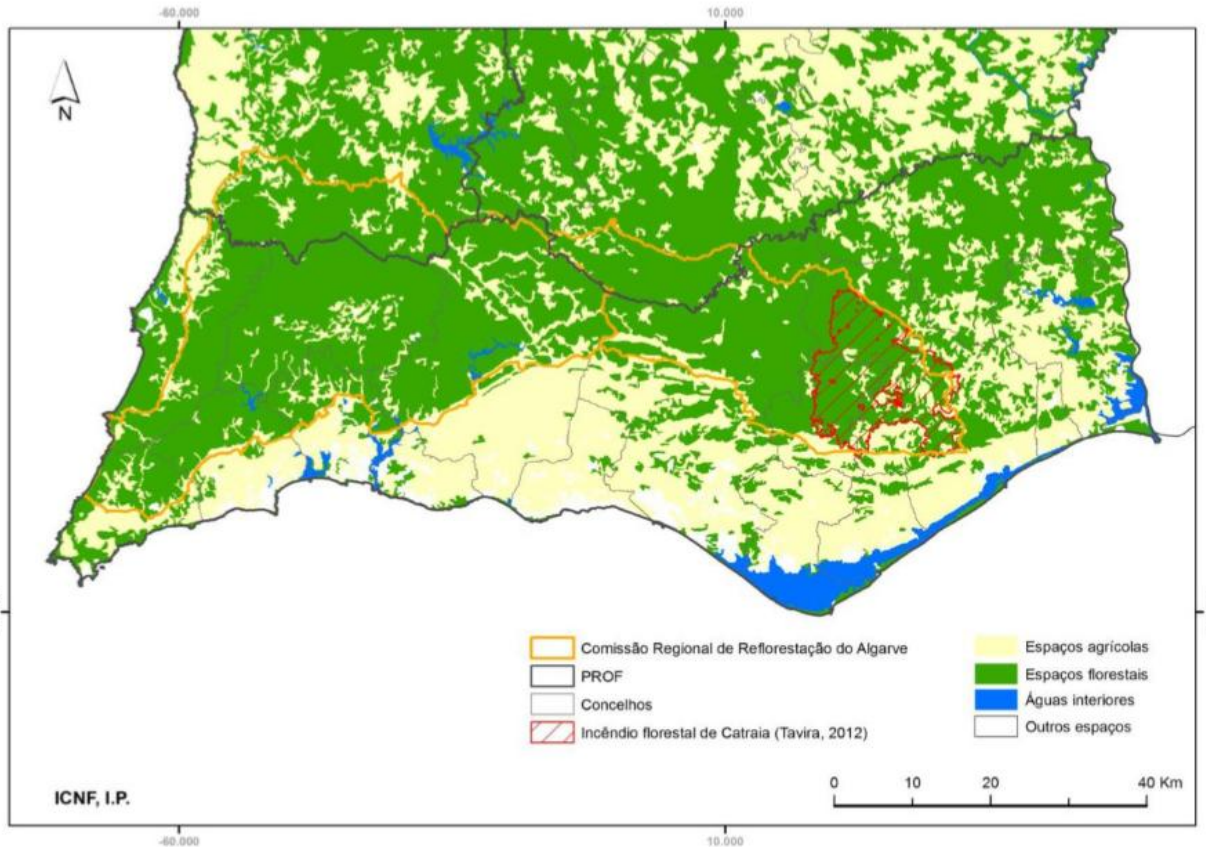 -60.000 10.000
N
Comissão Regional de Reflorestação do Algarve
PROF
Concelhos
Incêndio florestal de Catraia (Tavira, 2012)
Espaços agrícolas
Espaços florestais
Águas interiores
Outros espaços
0 10 20 40 Km
ICNF, I.P.
-60.000 10.000